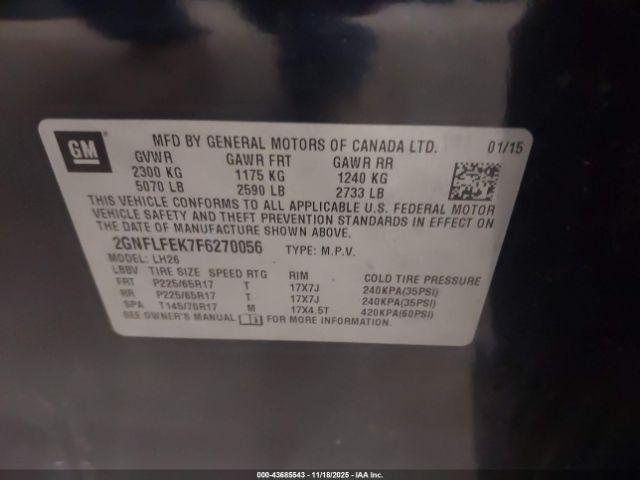 GM
MFD BY GENERAL MOTORS OF CANADA LTD. 01/15
GVWR GAWR FRT GAWR RR
2300 KG 1175 KG 1240 KG
5070 LB 2590 LB 2733 LB
THIS VEHICLE CONFORMS TO ALL APPLICABLE U.S. FEDERAL MOTOR
VEHICLE SAFETY AND THEFT PREVENTION STANDARDS IN EFFECT ON
THE DATE OF MANUFACTURE SHOWN ABOVE.
2GNFLFEK7F6270056 TYPE: M.P.V.
MODEL: LH26
LBBV TIRE SIZE SPEED RTG RIM COLD TIRE PRESSURE
FRT P225/65R17 T 17X7J 240KPA(35PSI)
RR P225/65R17 T 17X7J 240KPA(35PSI)
SPA T145/70R17 M 17X4.5T 420KPA(60PSI)
SEE OWNER'S MANUAL FOR MORE INFORMATION.
000-43685543 - 11/18/2025 - IAA Inc.